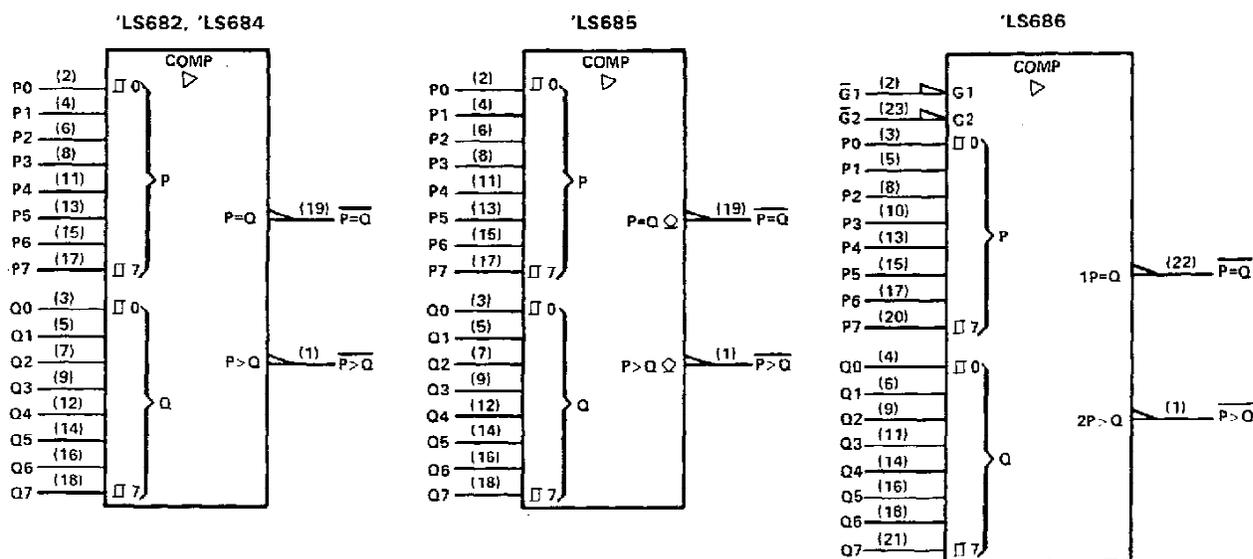 'LS682, 'LS684
COMP
P0 (2) 0
P1 (4)
P2 (6)
P3 (8)
P4 (11)
P5 (13)
P6 (15)
P7 (17) 7
P
Q0 (3) 0
Q1 (5)
Q2 (7)
Q3 (9)
Q4 (12)
Q5 (14)
Q6 (16)
Q7 (18) 7
Q
P=Q (19) P=Q
P>Q (1) P>Q
'LS685
COMP
P0 (2) 0
P1 (4)
P2 (6)
P3 (8)
P4 (11)
P5 (13)
P6 (15)
P7 (17) 7
P
Q0 (3) 0
Q1 (5)
Q2 (7)
Q3 (9)
Q4 (12)
Q5 (14)
Q6 (16)
Q7 (18) 7
Q
P=Q (19) P=Q
P>Q (1) P>Q
'LS686
COMP
G1 (2) G1
G2 (23) G2
P0 (3) 0
P1 (5)
P2 (8)
P3 (10)
P4 (13)
P5 (15)
P6 (17)
P7 (20) 7
P
Q0 (4) 0
Q1 (6)
Q2 (9)
Q3 (11)
Q4 (14)
Q5 (16)
Q6 (18)
Q7 (21) 7
Q
1P=Q (22) P=Q
2P>Q (1) P>Q